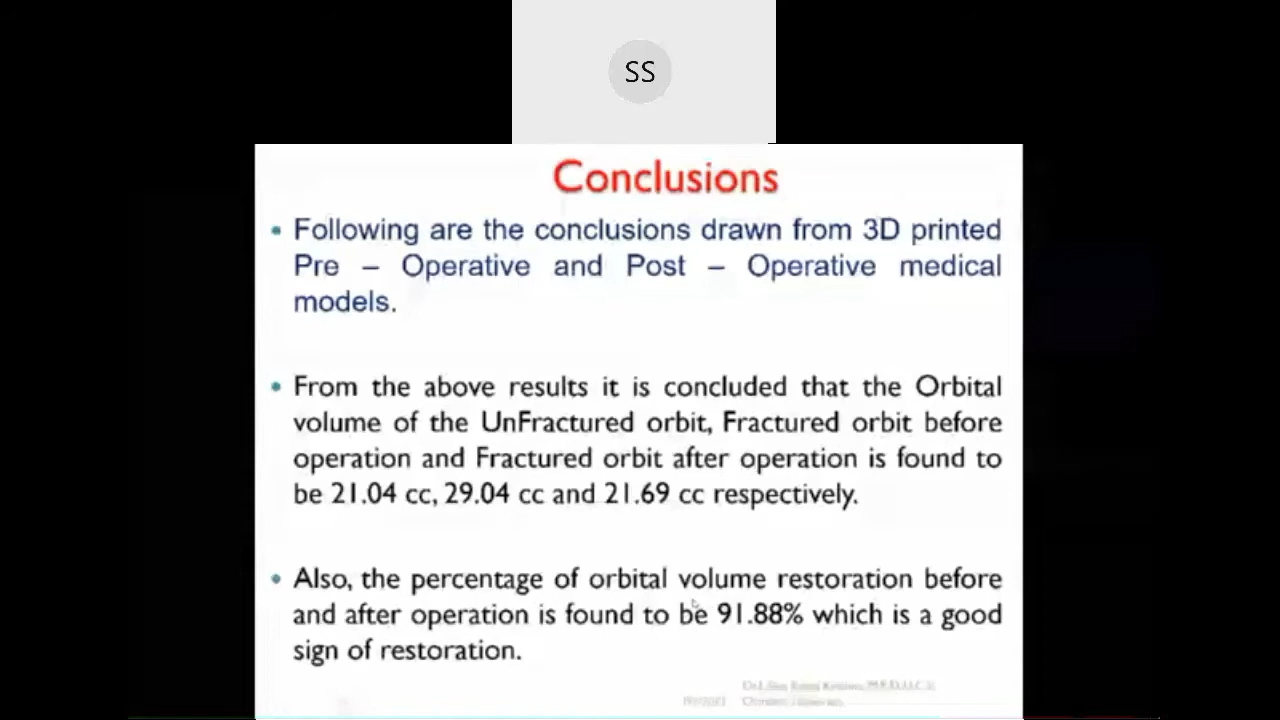 SS
Conclusions
• Following are the conclusions drawn from 3D printed
Pre – Operative and Post – Operative medical
models.
• From the above results it is concluded that the Orbital
volume of the UnFractured orbit, Fractured orbit before
operation and Fractured orbit after operation is found to
be 21.04 cc, 29.04 cc and 21.69 cc respectively.
• Also, the percentage of orbital volume restoration before
and after operation is found to be 91.88% which is a good
sign of restoration.